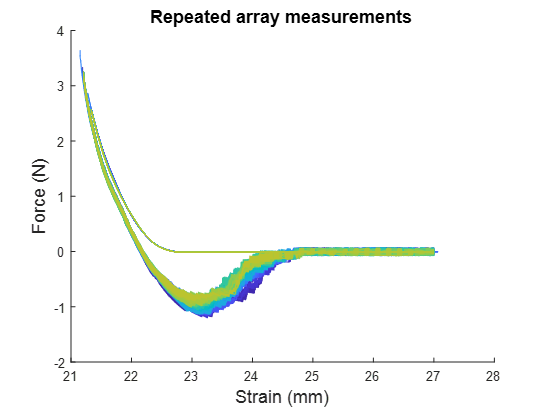 Repeated array measurements
Force (N)
4
3
2
1
0
-1
-2
21 22 23 24 25 26 27 28
Strain (mm)